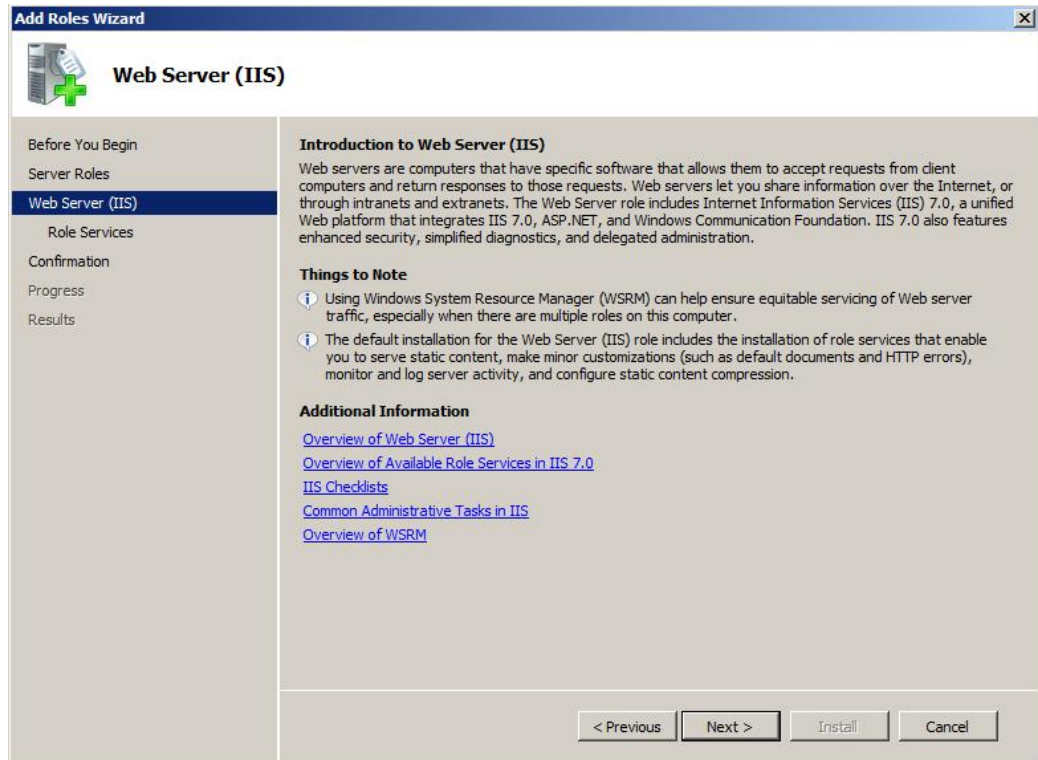 Add Roles Wizard
Web Server (IIS)
Before You Begin
Server Roles
Web Server (IIS)
Role Services
Confirmation
Progress
Results
Introduction to Web Server (IIS)
Web servers are computers that have specific software that allows them to accept requests from client
computers and return responses to those requests. Web servers let you share information over the Internet, or
through intranets and extranets. The Web Server role includes Internet Information Services (IIS) 7.0, a unified
Web platform that integrates IIS 7.0, ASP.NET, and Windows Communication Foundation. IIS 7.0 also features
enhanced security, simplified diagnostics, and delegated administration.
Things to Note
Using Windows System Resource Manager (WSRM) can help ensure equitable servicing of Web server
traffic, especially when there are multiple roles on this computer.
The default installation for the Web Server (IIS) role includes the installation of role services that enable
you to serve static content, make minor customizations (such as default documents and HTTP errors),
monitor and log server activity, and configure static content compression.
Additional Information
Overview of Web Server (IIS)
Overview of Available Role Services in IIS 7.0
IIS Checklists
Common Administrative Tasks in IIS
Overview of WSRM
< Previous
Next >
Install
Cancel